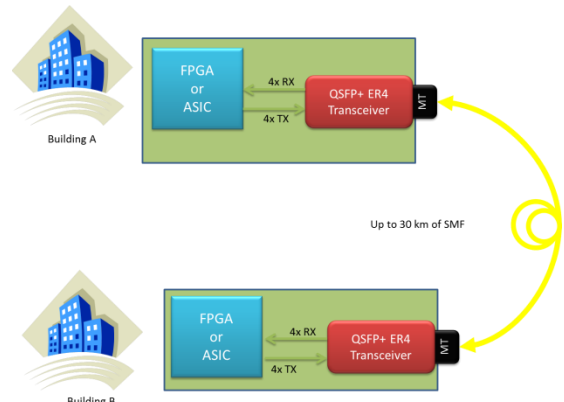 FPGA
or
ASIC
4x RX
4x TX
QSFP+ ER4
Transceiver
MT
Building A
Up to 30 km of SMF
FPGA
or
ASIC
4x RX
4x TX
QSFP+ ER4
Transceiver
MT
Building B